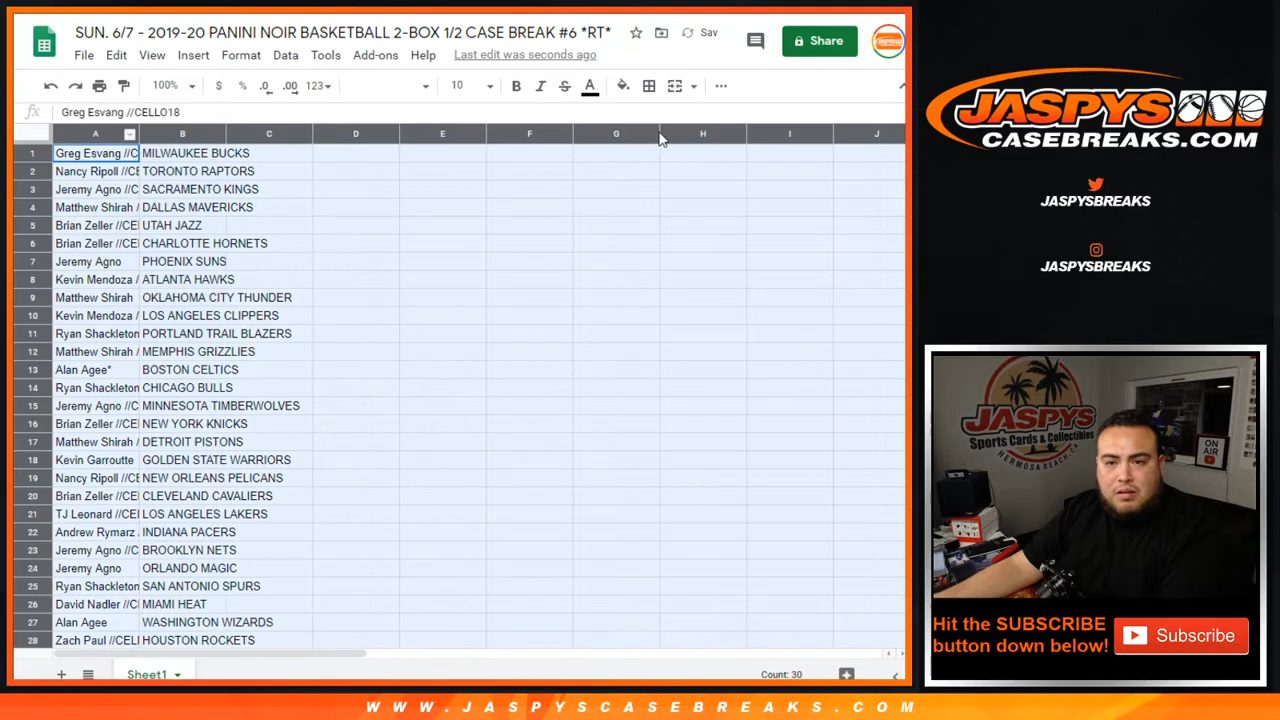 SUN. 6/7 - 2019-20 PANINI NOIR BASKETBALL 2-BOX 1/2 CASE BREAK #6 *RT*
Sav
Share
File Edit View Insert Format Data Tools Add-ons Help Last edit was seconds ago
100% $ % .0 .00 123 10 B I S A
fx Greg Esvang //CELLO18
A B C D E F G H I J
1 Greg Esvang //C MILWAUKEE BUCKS
2 Nancy Ripoll //CE TORONTO RAPTORS
3 Jeremy Agno //C SACRAMENTO KINGS
4 Matthew Shirah / DALLAS MAVERICKS
5 Brian Zeller //CEL UTAH JAZZ
6 Brian Zeller //CEL CHARLOTTE HORNETS
7 Jeremy Agno PHOENIX SUNS
8 Kevin Mendoza / ATLANTA HAWKS
9 Matthew Shirah OKLAHOMA CITY THUNDER
10 Kevin Mendoza / LOS ANGELES CLIPPERS
11 Ryan Shackleton PORTLAND TRAIL BLAZERS
12 Matthew Shirah / MEMPHIS GRIZZLIES
13 Alan Agee* BOSTON CELTICS
14 Ryan Shackleton CHICAGO BULLS
15 Jeremy Agno //C MINNESOTA TIMBERWOLVES
16 Brian Zeller //CEL NEW YORK KNICKS
17 Matthew Shirah / DETROIT PISTONS
18 Kevin Garroutte GOLDEN STATE WARRIORS
19 Nancy Ripoll //CE NEW ORLEANS PELICANS
20 Brian Zeller //CEL CLEVELAND CAVALIERS
21 TJ Leonard //CEL LOS ANGELES LAKERS
22 Andrew Rymarz INDIANA PACERS
23 Jeremy Agno //C BROOKLYN NETS
24 Jeremy Agno ORLANDO MAGIC
25 Ryan Shackleton SAN ANTONIO SPURS
26 David Nadler //CE MIAMI HEAT
27 Alan Agee WASHINGTON WIZARDS
28 Zach Paul //CELL HOUSTON ROCKETS
Sheet1 Count: 30
JASPYS
CASEBREAKS.COM
JASPYSBREAKS
JASPYSBREAKS
JASPYS
Sports Cards & Collectibles
HERMOSA BEACH, CA
ON AIR
Hit the SUBSCRIBE
button down below!
Subscribe
WWW.JASPYSCASEBREAKS.COM